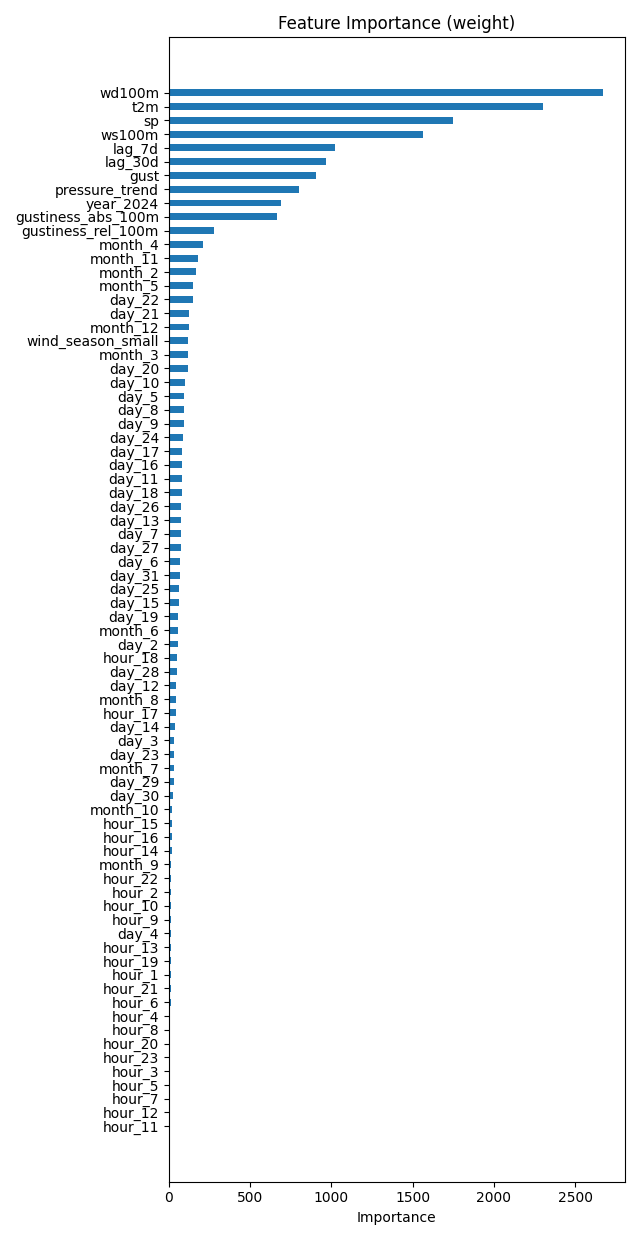 Feature Importance (weight)
wd100m
t2m
sp
ws100m
lag_7d
lag_30d
gust
pressure_trend
year_2024
gustiness_abs_100m
gustiness_rel_100m
month_4
month_11
month_2
month_5
day_22
day_21
month_12
wind_season_small
month_3
day_20
day_10
day_5
day_8
day_9
day_24
day_17
day_16
day_11
day_18
day_26
day_13
day_7
day_27
day_6
day_31
day_25
day_15
day_19
month_6
day_2
hour_18
day_28
day_12
month_8
hour_17
day_14
day_3
day_23
month_7
day_29
day_30
month_10
hour_15
hour_16
hour_14
month_9
hour_22
hour_2
hour_10
hour_9
day_4
hour_13
hour_19
hour_1
hour_21
hour_6
hour_4
hour_8
hour_20
hour_23
hour_3
hour_5
hour_7
hour_12
hour_11
0 500 1000 1500 2000 2500
Importance